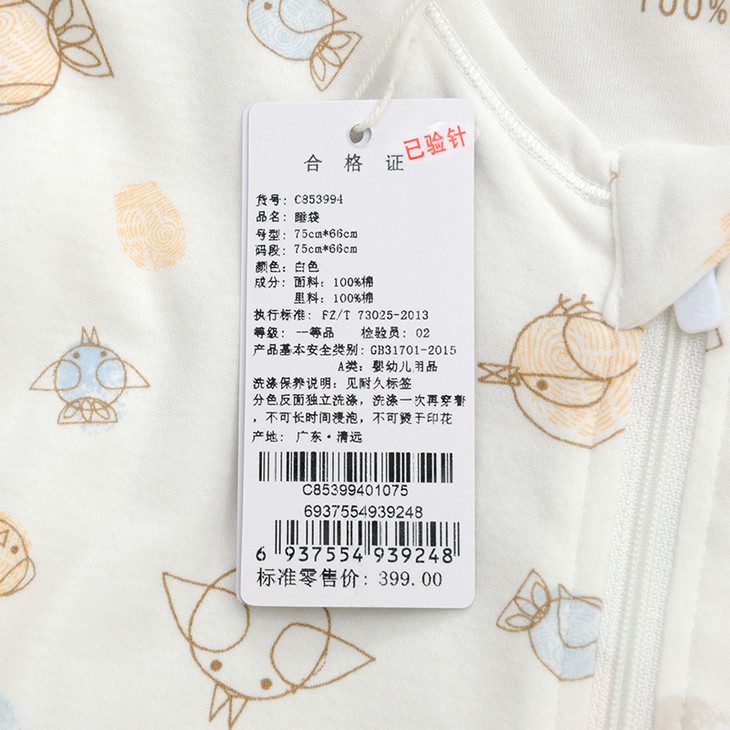 100%
已验针
合格证
货号: C853994
品名: 睡袋
号型: 75cm*66cm
码段: 75cm*66cm
颜色: 白色
成分: 面料: 100%棉
里料: 100%棉
执行标准: FZ/T 73025-2013
等级: 一等品 检验员: 02
产品基本安全类别: GB31701-2015
A类: 婴幼儿用品
洗涤保养说明: 见耐久标签
分色反面独立洗涤, 洗涤一次再穿着
, 不可长时间浸泡, 不可烫于印花
产地: 广东·清远
C85399401075
6937554939248
6 937554 939248
标准零售价: 399.00